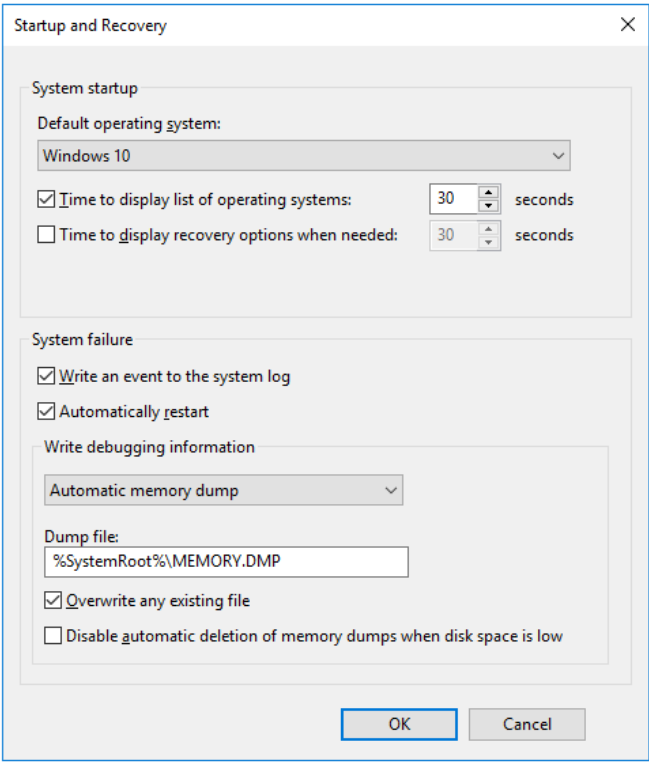 Startup and Recovery
System startup
Default operating system:
Windows 10
Time to display list of operating systems: 30 seconds
Time to display recovery options when needed: 30 seconds
System failure
Write an event to the system log
Automatically restart
Write debugging information
Automatic memory dump
Dump file:
%SystemRoot%\MEMORY.DMP
Overwrite any existing file
Disable automatic deletion of memory dumps when disk space is low
OK Cancel